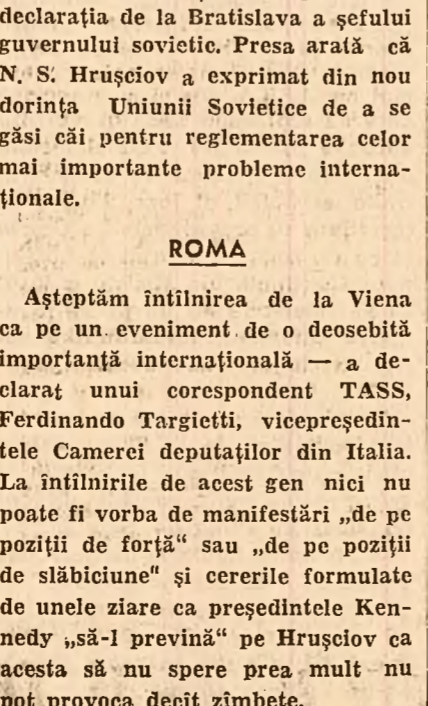 declarația de la Bratislava a șefului
guvernului sovietic. Presa arată că
N. S. Hrușciov a exprimat din nou
dorința Uniunii Sovietice de a se
găsi căi pentru reglementarea celor
mai importante probleme interna-
ționale.
ROMA
Așteptăm întîlnirea de la Viena
ca pe un eveniment de o deosebită
importanță internațională — a de-
clarat unui corespondent TASS,
Ferdinando Targietti, vicepreședin-
tele Camerei deputaților din Italia.
La întîlnirile de acest gen nici nu
poate fi vorba de manifestări „de pe
poziții de forță“ sau „de pe poziții
de slăbiciune" și cererile formulate
de unele ziare ca președintele Ken-
nedy „să-l prevină“ pe Hrușciov ca
acesta să nu spere prea mult nu
pot provoca decît zîmbete.